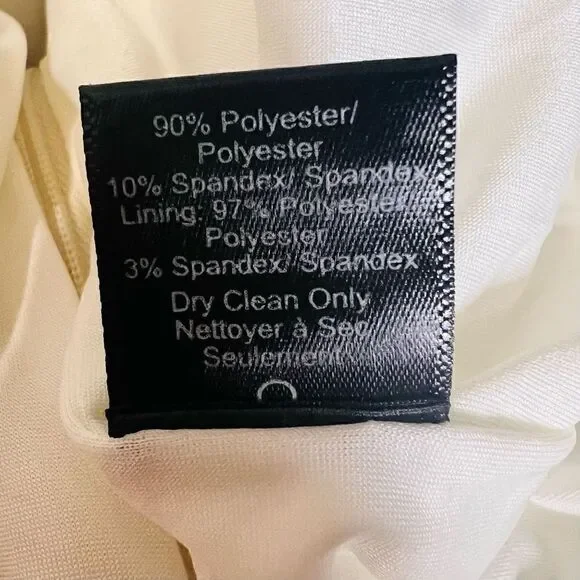 90% Polyester/
Polyester
10% Spandex/ Spandex
Lining: 97% Polyester/
Polyester
3% Spandex/ Spandex
Dry Clean Only
Nettoyer à Sec
Seulement